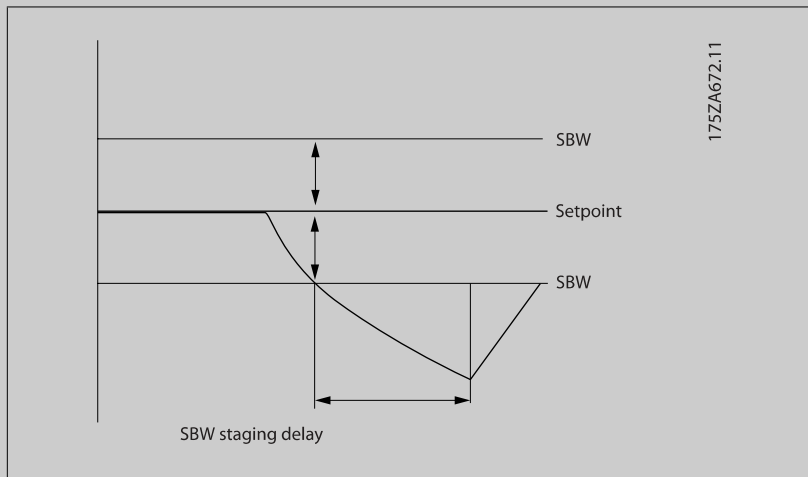 175ZA672.11
SBW
Setpoint
SBW
SBW staging delay